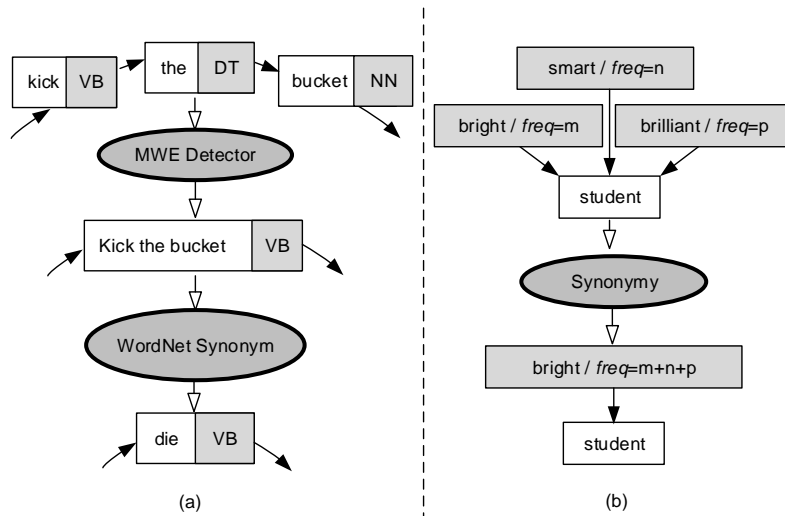 kick VB
the DT
bucket NN
MWE Detector
Kick the bucket VB
WordNet Synonym
die VB
(a)
smart / freq=n
bright / freq=m
brilliant / freq=p
student
Synonymy
bright / freq=m+n+p
student
(b)